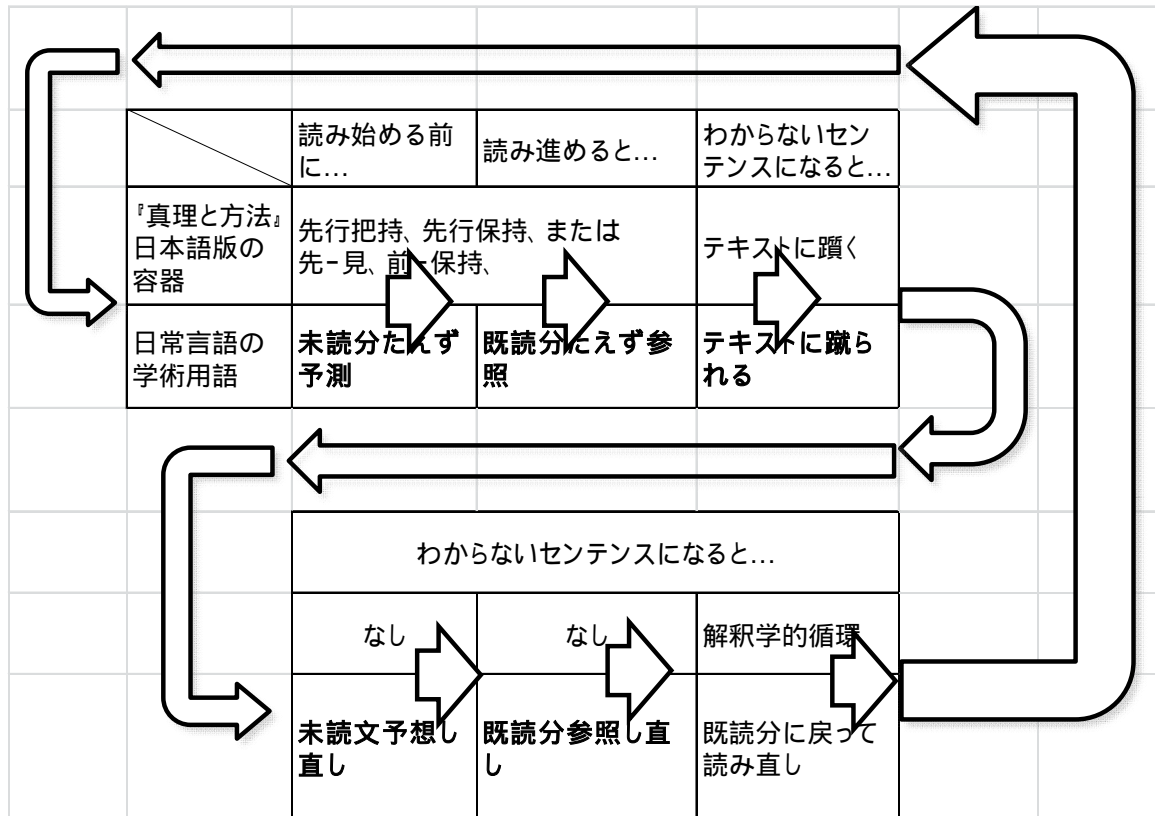 読み始める前
に…
読み進めると…
わからないセン
テンスになると…
『真理と方法』
日本語版の
容器
先行把持、先行保持、または
先-見、前-保持、
テキストに躓く
日常言語の
学術用語
未読分たえず
予測
既読分たえず参
照
テキストに蹴ら
れる
わからないセンテンスになると…
なし
なし
解釈学的循環
未読文予想し
直し
既読分参照し直
し
既読分に戻って
読み直し